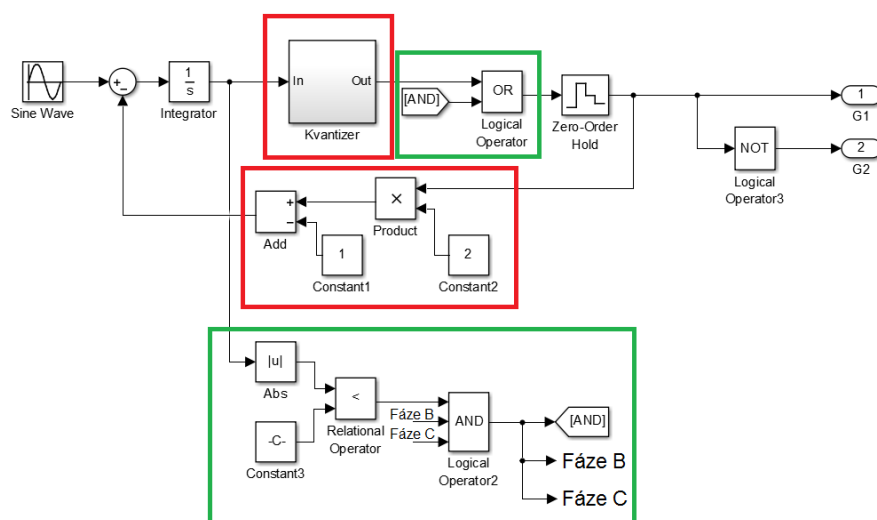 Sine Wave
+
−
1
s
Integrator
In
Out
Kvantizer
[AND]
OR
Logical
Operator
Zero-Order
Hold
1
G1
NOT
Logical
Operator3
2
G2
+
−
Add
×
Product
1
Constant1
2
Constant2
|u|
Abs
-C-
Constant3
<
Relational
Operator
Fáze B
Fáze C
AND
Logical
Operator2
[AND]
Fáze B
Fáze C